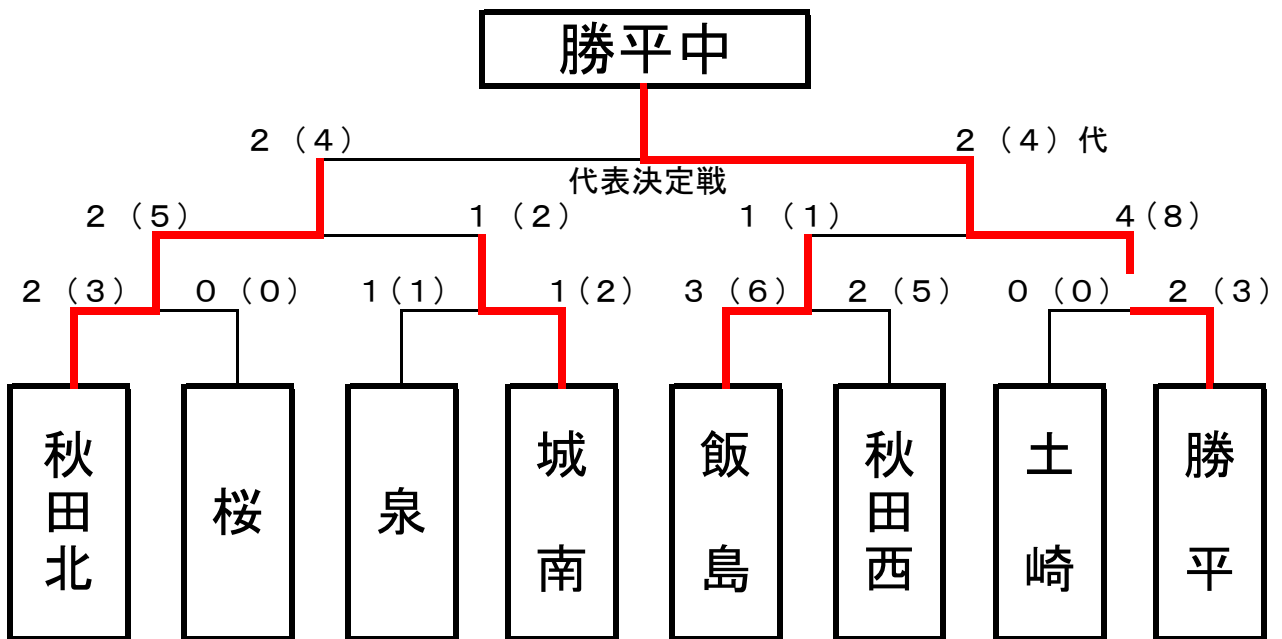 勝平中
２（４） ２（４）代
代表決定戦
２（５） １（２） １（１） ４(８）
２（３） ０（０） １(１） １(２） ３（６） ２（５） ０（０） ２（３）
秋田北
桜
泉
城南
飯島
秋田西
土崎
勝平